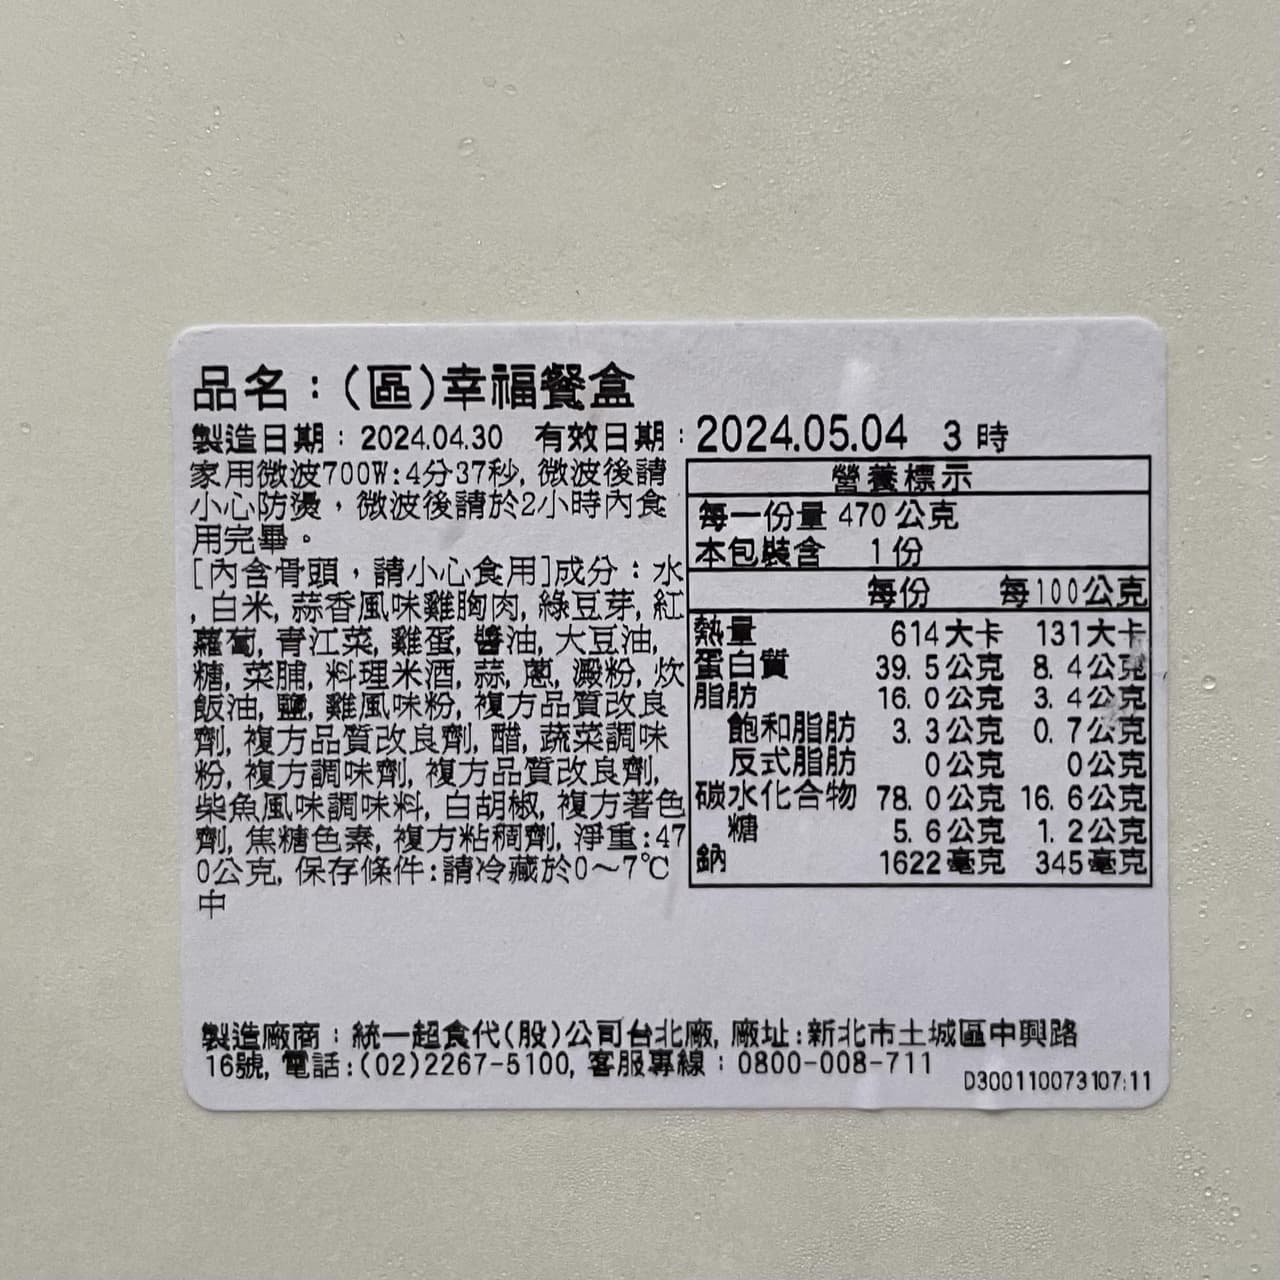 品名：(區)幸福餐盒
製造日期：2024.04.30 有效日期：2024.05.04 3時
家用微波700W:4分37秒, 微波後請
小心防燙，微波後請於2小時內食
用完畢。
[內含骨頭，請小心食用]成分：水
, 白米, 蒜香風味雞胸肉, 綠豆芽, 紅
蘿蔔, 青江菜, 雞蛋, 醬油, 大豆油,
糖, 菜脯, 料理米酒, 蒜, 蔥, 澱粉, 炊
飯油, 鹽, 雞風味粉, 複方品質改良
劑, 複方品質改良劑, 醋, 蔬菜調味
粉, 複方調味劑, 複方品質改良劑,
柴魚風味調味料, 白胡椒, 複方著色
劑, 焦糖色素, 複方粘稠劑, 淨重:47
0公克, 保存條件:請冷藏於0～7℃
中
營養標示
每一份量 470 公克
本包裝含 1 份
每份 每100公克
熱量 614大卡 131大卡
蛋白質 39.5公克 8.4公克
脂肪 16.0公克 3.4公克
飽和脂肪 3.3公克 0.7公克
反式脂肪 0公克 0公克
碳水化合物 78.0公克 16.6公克
糖 5.6公克 1.2公克
鈉 1622毫克 345毫克
製造廠商：統一超食代(股)公司台北廠, 廠址:新北市土城區中興路
16號, 電話:(02)2267-5100, 客服專線：0800-008-711
D300110073107:11